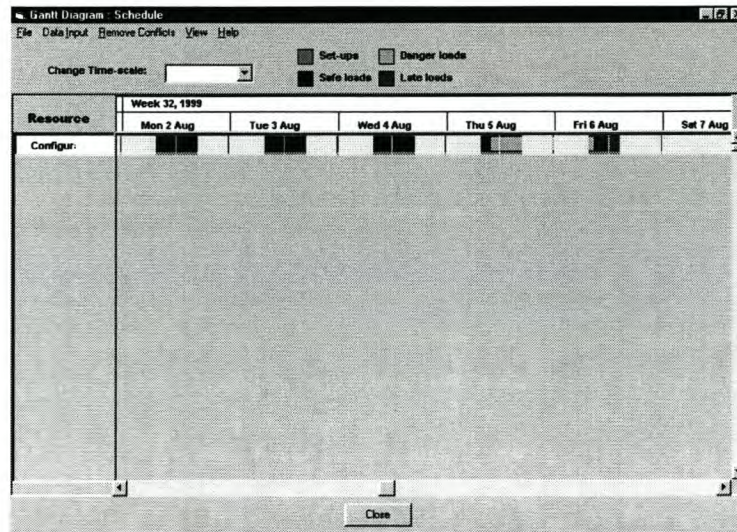 Gantt Diagram : Schedule
File Data Input Remove Conflicts View Help
Change Time-scale:
Set-ups Danger loads
Safe loads Late loads
Resource
Week 32, 1999
Mon 2 Aug Tue 3 Aug Wed 4 Aug Thu 5 Aug Fri 6 Aug Sat 7 Aug
Configur
Close